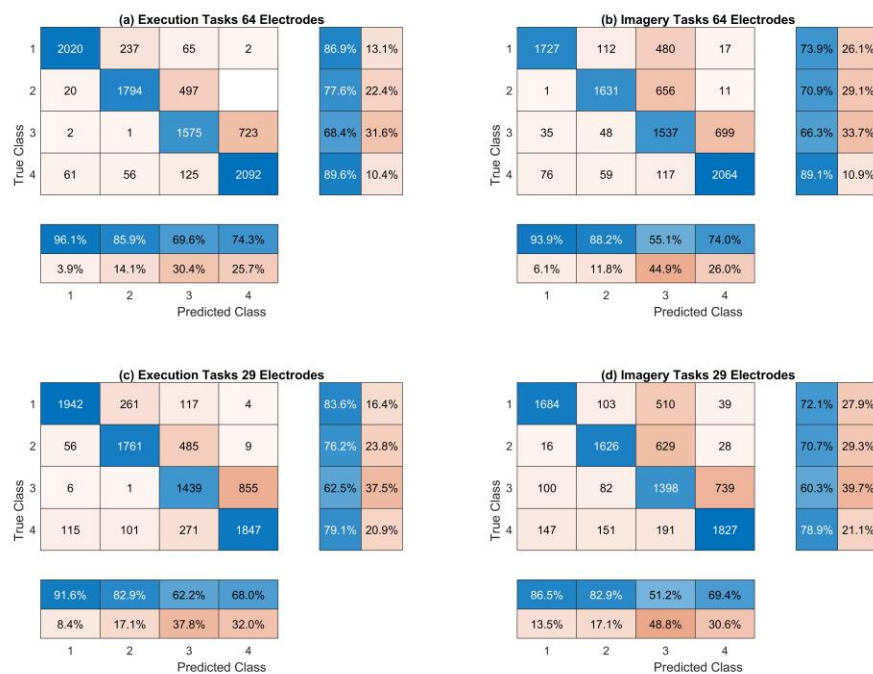 (a) Execution Tasks 64 Electrodes
1 2020 237 65 2 86.9% 13.1%
2 20 1794 497 77.6% 22.4%
3 2 1 1575 723 68.4% 31.6%
4 61 56 125 2092 89.6% 10.4%
True Class
96.1% 85.9% 69.6% 74.3%
3.9% 14.1% 30.4% 25.7%
1 2 3 4
Predicted Class
(b) Imagery Tasks 64 Electrodes
1 1727 112 480 17 73.9% 26.1%
2 1 1631 656 11 70.9% 29.1%
3 35 48 1537 699 66.3% 33.7%
4 76 59 117 2064 89.1% 10.9%
True Class
93.9% 88.2% 55.1% 74.0%
6.1% 11.8% 44.9% 26.0%
1 2 3 4
Predicted Class
(c) Execution Tasks 29 Electrodes
1 1942 261 117 4 83.6% 16.4%
2 56 1761 485 9 76.2% 23.8%
3 6 1 1439 855 62.5% 37.5%
4 115 101 271 1847 79.1% 20.9%
True Class
91.6% 82.9% 62.2% 68.0%
8.4% 17.1% 37.8% 32.0%
1 2 3 4
Predicted Class
(d) Imagery Tasks 29 Electrodes
1 1684 103 510 39 72.1% 27.9%
2 16 1626 629 28 70.7% 29.3%
3 100 82 1398 739 60.3% 39.7%
4 147 151 191 1827 78.9% 21.1%
True Class
86.5% 82.9% 51.2% 69.4%
13.5% 17.1% 48.8% 30.6%
1 2 3 4
Predicted Class